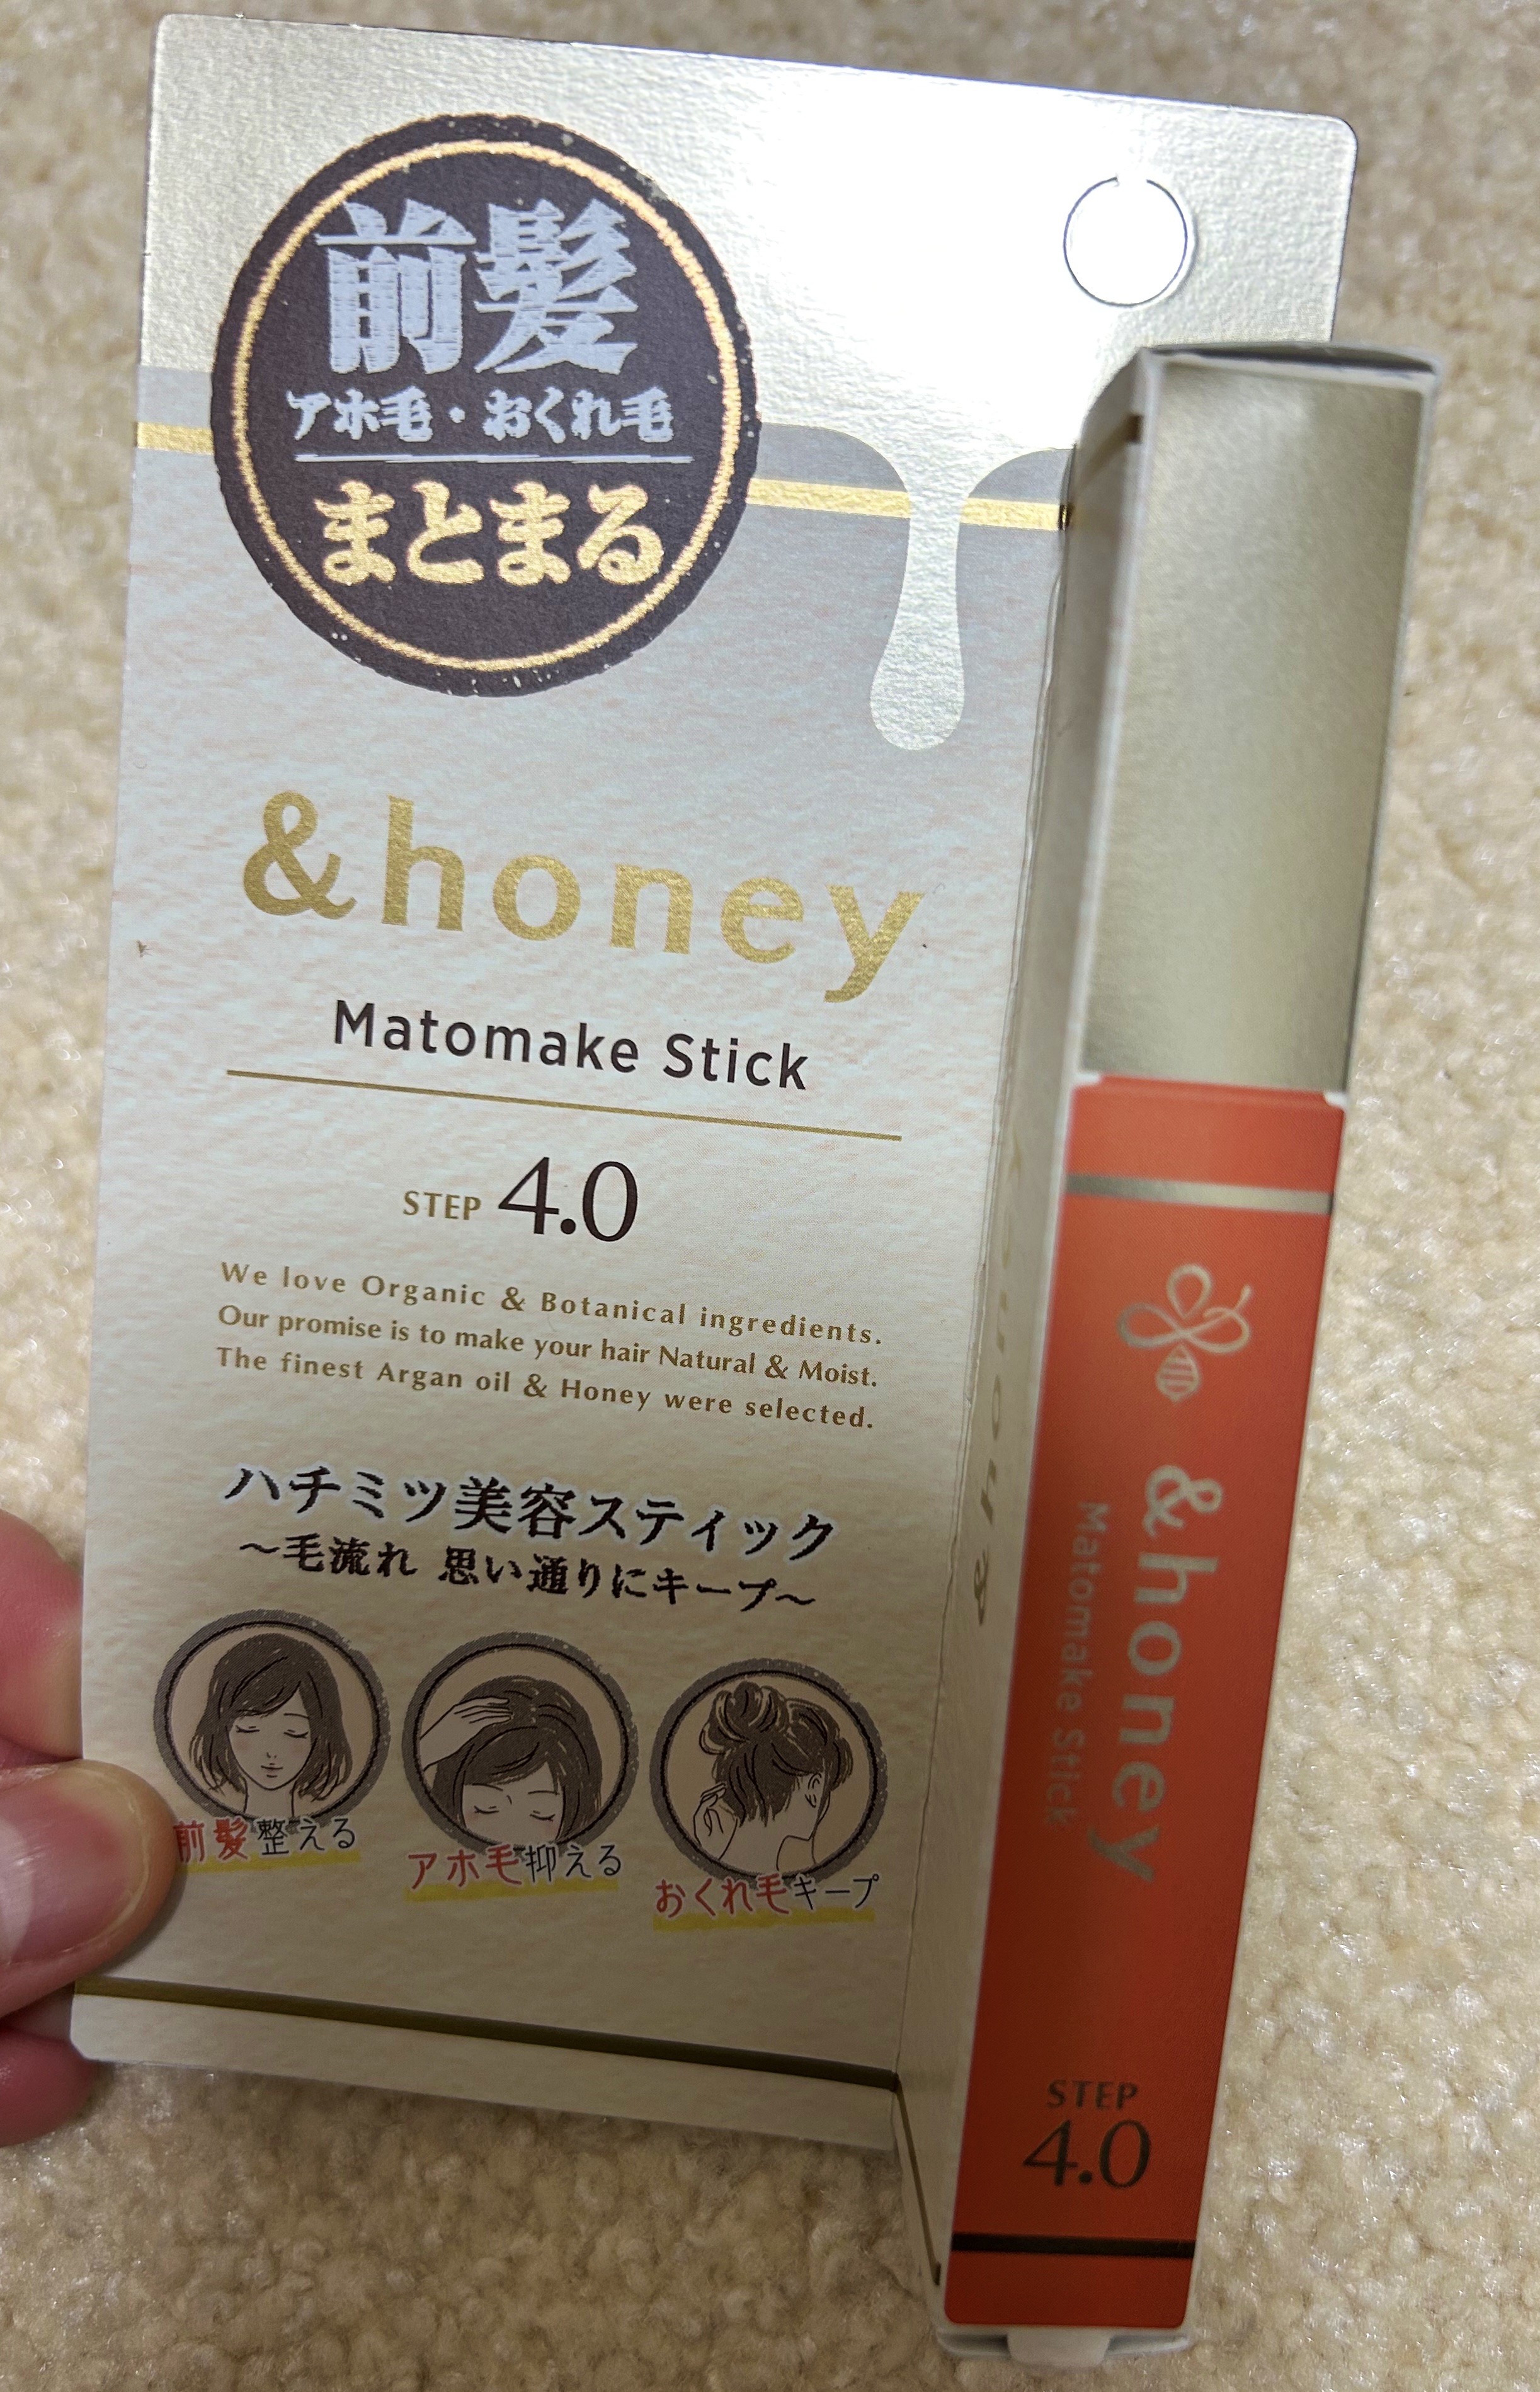 前髪
アホ毛・おくれ毛
まとまる
&honey
Matomake Stick
STEP 4.0
We love Organic & Botanical ingredients.
Our promise is to make your hair Natural & Moist.
The finest Argan oil & Honey were selected.
ハチミツ美容スティック
～毛流れ 思い通りにキープ～
前髪整える
アホ毛抑える
おくれ毛キープ
&honey
&honey
Matomake Stick
STEP
4.0